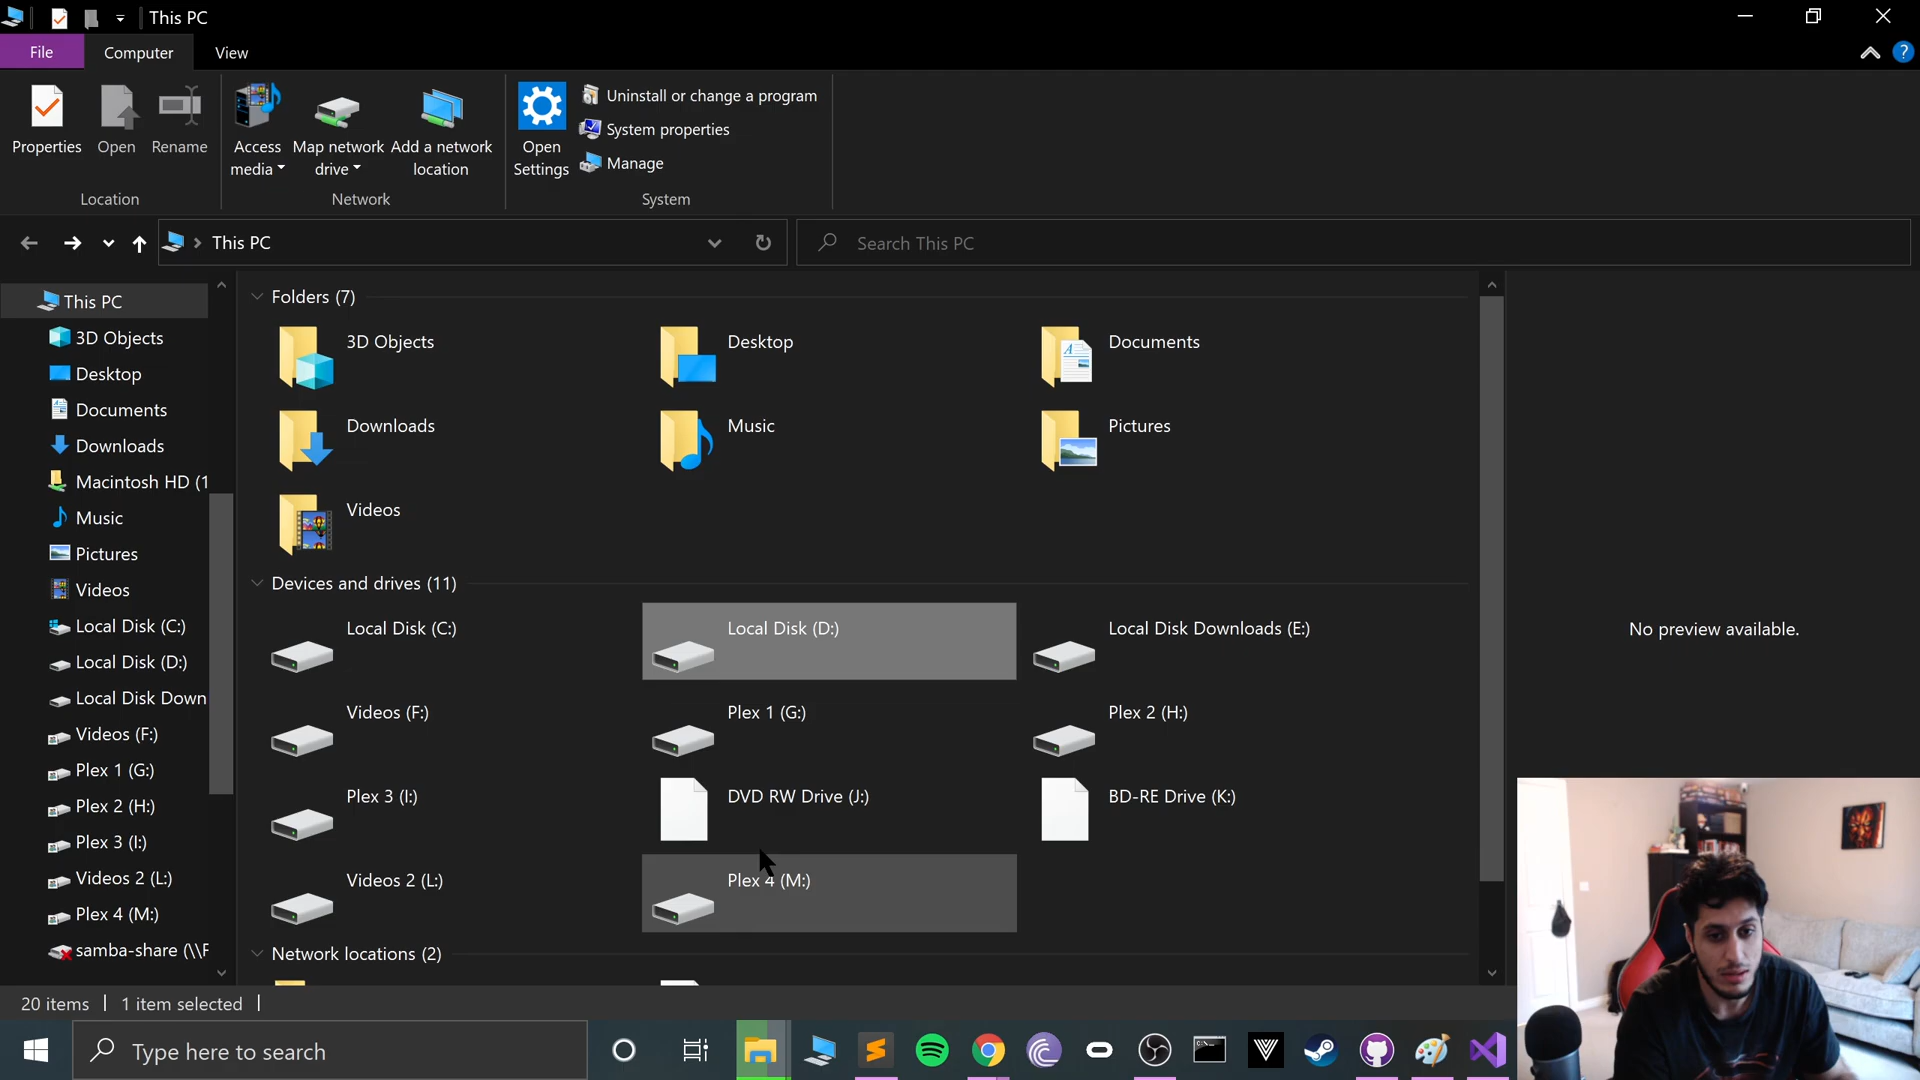 This PC
File
Computer
View
Properties
Open
Rename
Access
media
Map network
drive
Add a network
location
Open
Settings
Uninstall or change a program
System properties
Manage
Location
Network
System
This PC
Search This PC
This PC
3D Objects
Desktop
Documents
Downloads
Macintosh HD (1
Music
Pictures
Videos
Local Disk (C:)
Local Disk (D:)
Local Disk Down
Videos (F:)
Plex 1 (G:)
Plex 2 (H:)
Plex 3 (I:)
Videos 2 (L:)
Plex 4 (M:)
samba-share (\\F
Folders (7)
3D Objects
Desktop
Documents
Downloads
Music
Pictures
Videos
Devices and drives (11)
Local Disk (C:)
Local Disk (D:)
Local Disk Downloads (E:)
Videos (F:)
Plex 1 (G:)
Plex 2 (H:)
Plex 3 (I:)
DVD RW Drive (J:)
BD-RE Drive (K:)
Videos 2 (L:)
Plex 4 (M:)
Network locations (2)
No preview available.
20 items
1 item selected
Type here to search